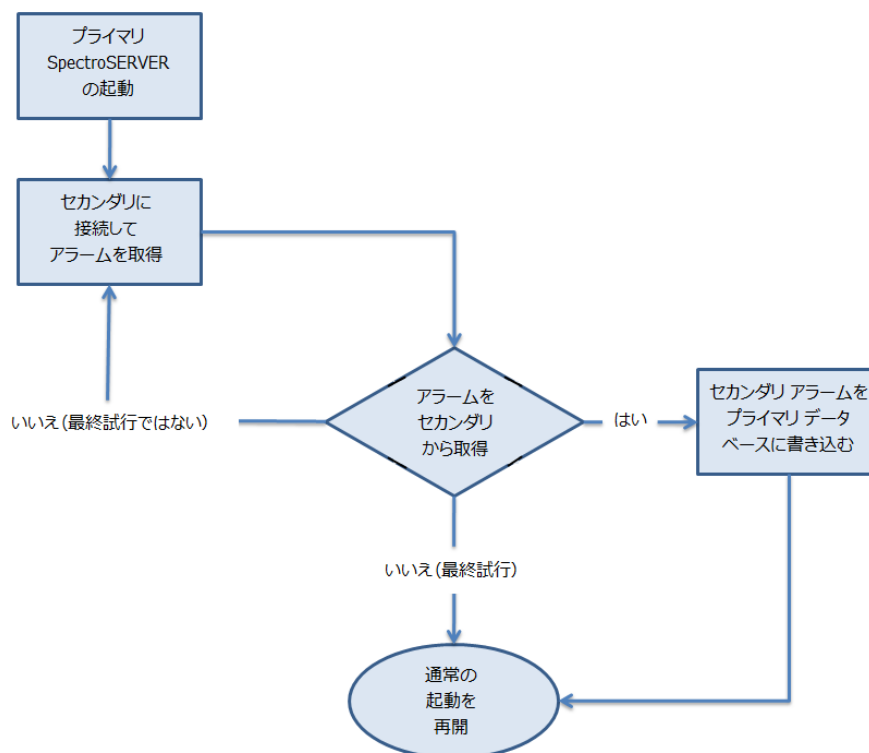 プライマリ
SpectroSERVER
の起動
セカンダリに
接続して
アラームを取得
アラームを
セカンダリ
から取得
いいえ（最終試行ではない）
はい
セカンダリ アラームを
プライマリ データ
ベースに書き込む
いいえ（最終試行）
通常の
起動を
再開